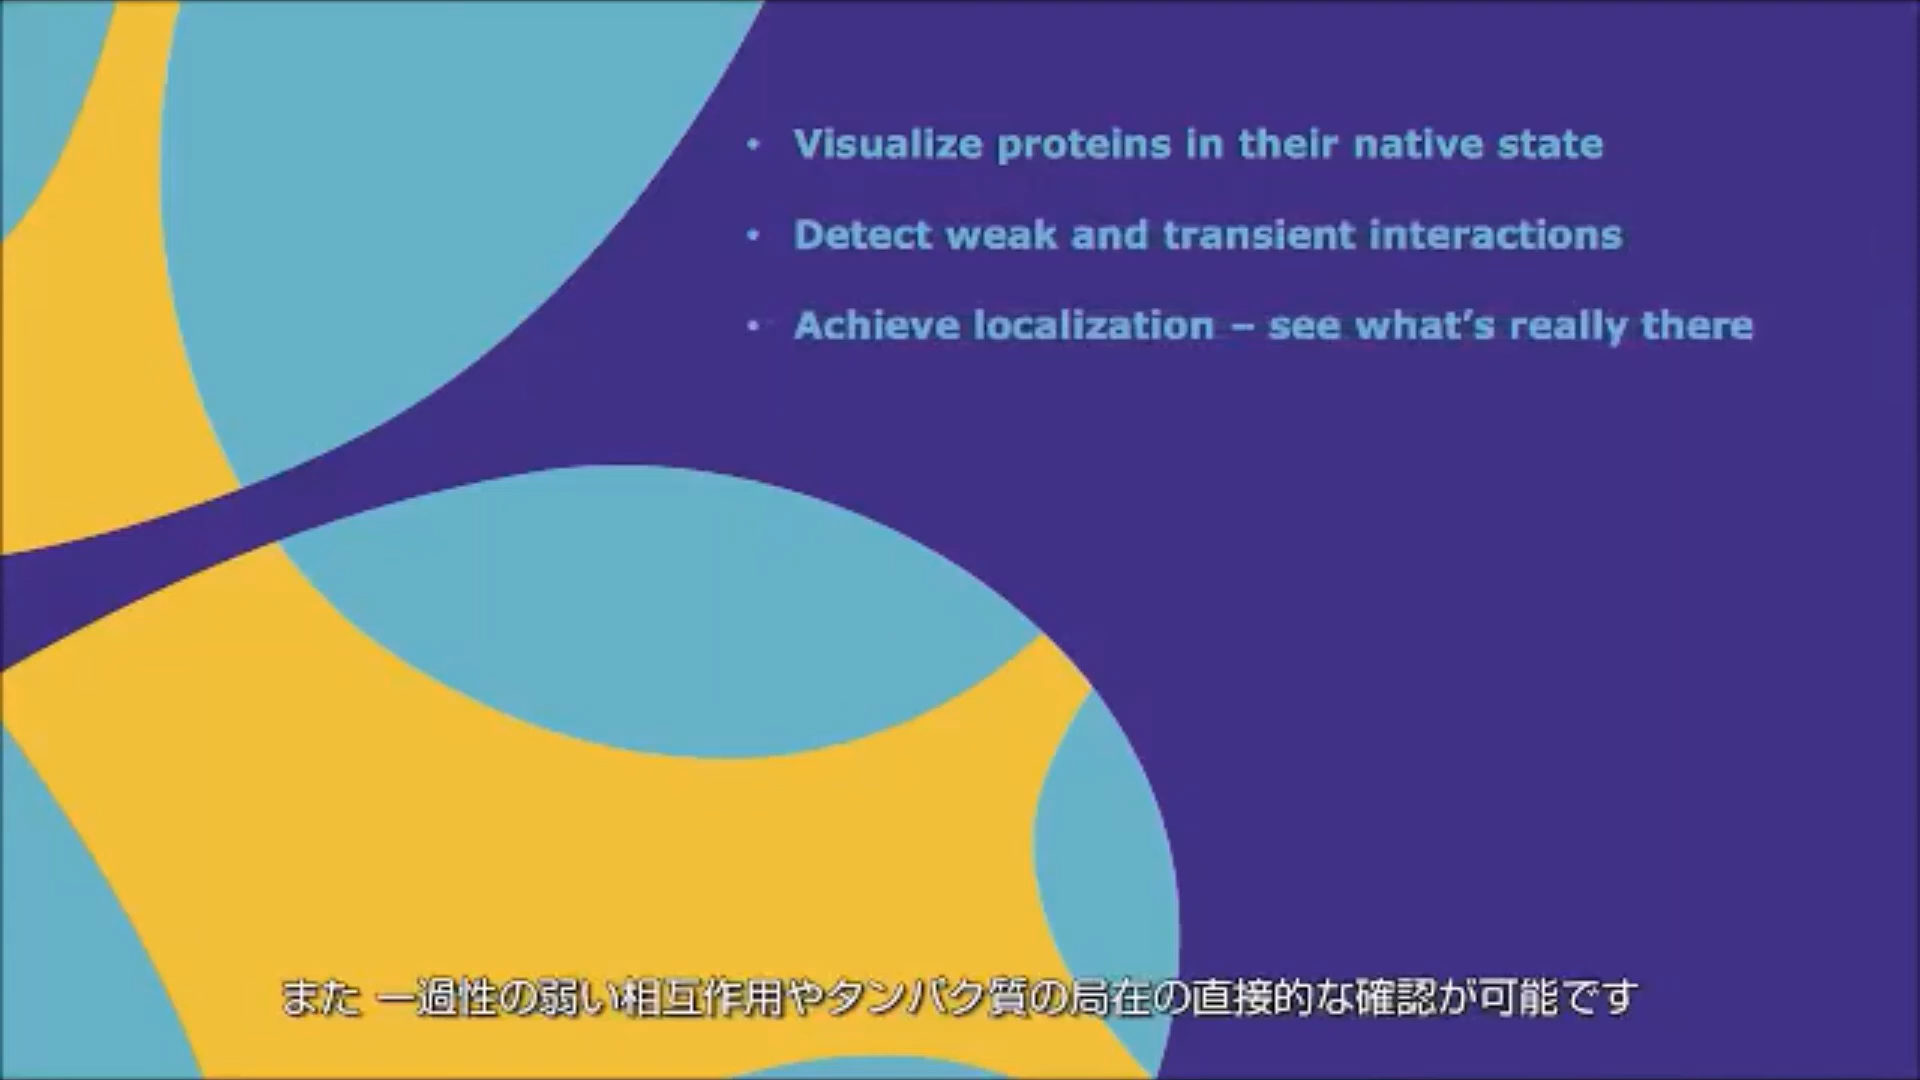 • Visualize proteins in their native state
• Detect weak and transient interactions
• Achieve localization – see what’s really there
また 一過性の弱い相互作用やタンパク質の局在の直接的な確認が可能です